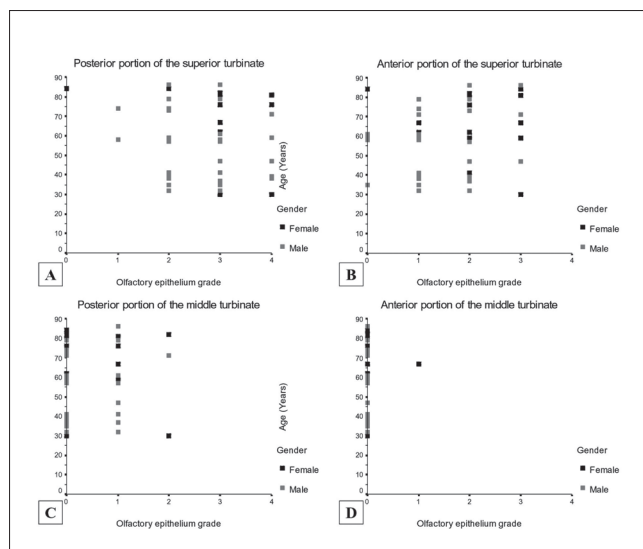 Posterior portion of the superior turbinate
90
80
70
60
50
40
30
20
10
0
0 1 2 3 4
Olfactory epithelium grade
Gender
Female
Male
A
Anterior portion of the superior turbinate
Age (Years)
90
80
70
60
50
40
30
20
10
0
0 1 2 3 4
Olfactory epithelium grade
Gender
Female
Male
B
Posterior portion of the middle turbinate
90
80
70
60
50
40
30
20
10
0
0 1 2 3 4
Olfactory epithelium grade
Gender
Female
Male
C
Anterior portion of the middle turbinate
Age (Years)
90
80
70
60
50
40
30
20
10
0
0 1 2 3 4
Olfactory epithelium grade
Gender
Female
Male
D